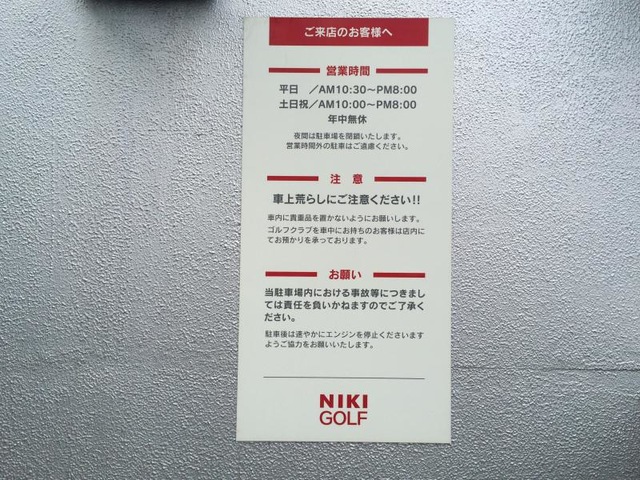 ご来店のお客様へ
営業時間
平日 ／AM10:30～PM8:00
土日祝／AM10:00～PM8:00
年中無休
夜間は駐車場を閉鎖いたします。
営業時間外の駐車はご遠慮ください。
注 意
車上荒らしにご注意ください!!
車内に貴重品を置かないようにお願いします。
ゴルフクラブを車中にお持ちのお客様は店内に
てお預かりを承っております。
お願い
当駐車場内における事故等につきまし
ては責任を負いかねますのでご了承く
ださい。
駐車後は速やかにエンジンを停止くださいます
ようご協力をお願いいたします。
NIKI
GOLF